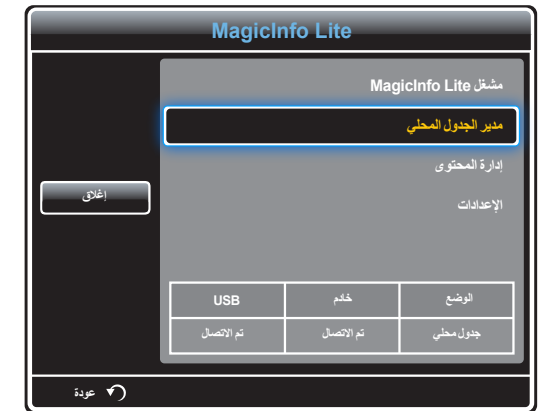 MagicInfo Lite
مشغل MagicInfo Lite
مدير الجدول المحلي
إدارة المحتوى
الإعدادات
إغلاق
الوضع خادم USB
جدول محلي تم الاتصال تم الاتصال
عودة